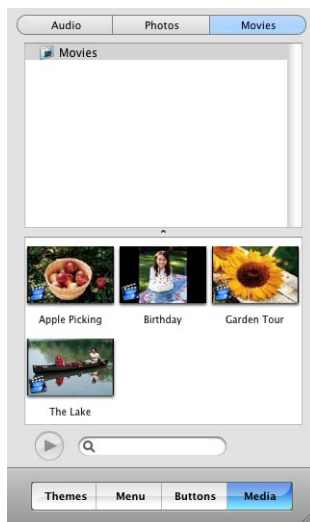 Audio Photos Movies
Movies
Apple Picking Birthday Garden Tour
The Lake
Themes Menu Buttons Media